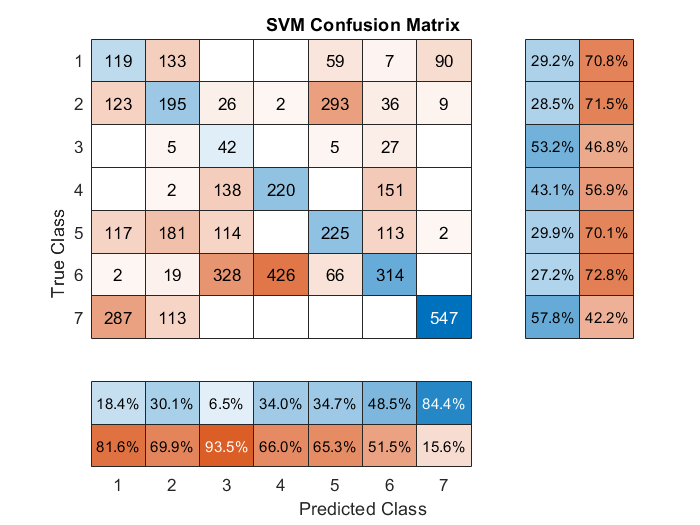 SVM Confusion Matrix
1 119 133 59 7 90 29.2% 70.8%
2 123 195 26 2 293 36 9 28.5% 71.5%
3 5 42 5 27 53.2% 46.8%
4 2 138 220 151 43.1% 56.9%
5 117 181 114 225 113 2 29.9% 70.1%
6 2 19 328 426 66 314 27.2% 72.8%
7 287 113 547 57.8% 42.2%
True Class
18.4% 30.1% 6.5% 34.0% 34.7% 48.5% 84.4%
81.6% 69.9% 93.5% 66.0% 65.3% 51.5% 15.6%
1 2 3 4 5 6 7
Predicted Class